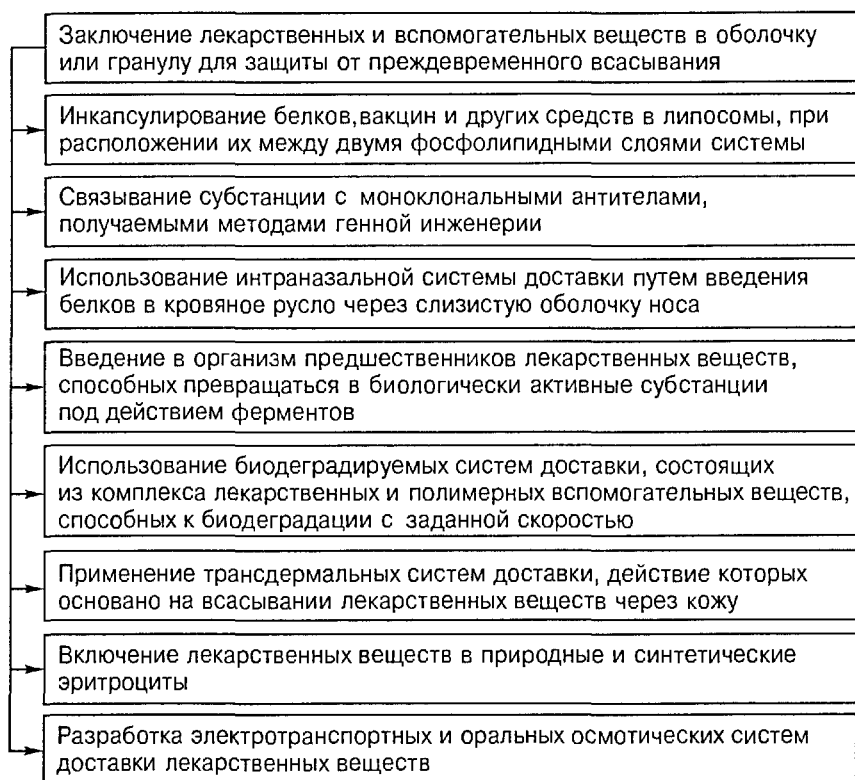 Заключение лекарственных и вспомогательных веществ в оболочку
или гранулу для защиты от преждевременного всасывания
Инкапсулирование белков,вакцин и других средств в липосомы, при
расположении их между двумя фосфолипидными слоями системы
Связывание субстанции с моноклональными антителами,
получаемыми методами генной инженерии
Использование интраназальной системы доставки путем введения
белков в кровяное русло через слизистую оболочку носа
Введение в организм предшественников лекарственных веществ,
способных превращаться в биологически активные субстанции
под действием ферментов
Использование биодеградируемых систем доставки, состоящих
из комплекса лекарственных и полимерных вспомогательных веществ,
способных к биодеградации с заданной скоростью
Применение трансдермальных систем доставки, действие которых
основано на всасывании лекарственных веществ через кожу
Включение лекарственных веществ в природные и синтетические
эритроциты
Разработка электротранспортных и оральных осмотических систем
доставки лекарственных веществ